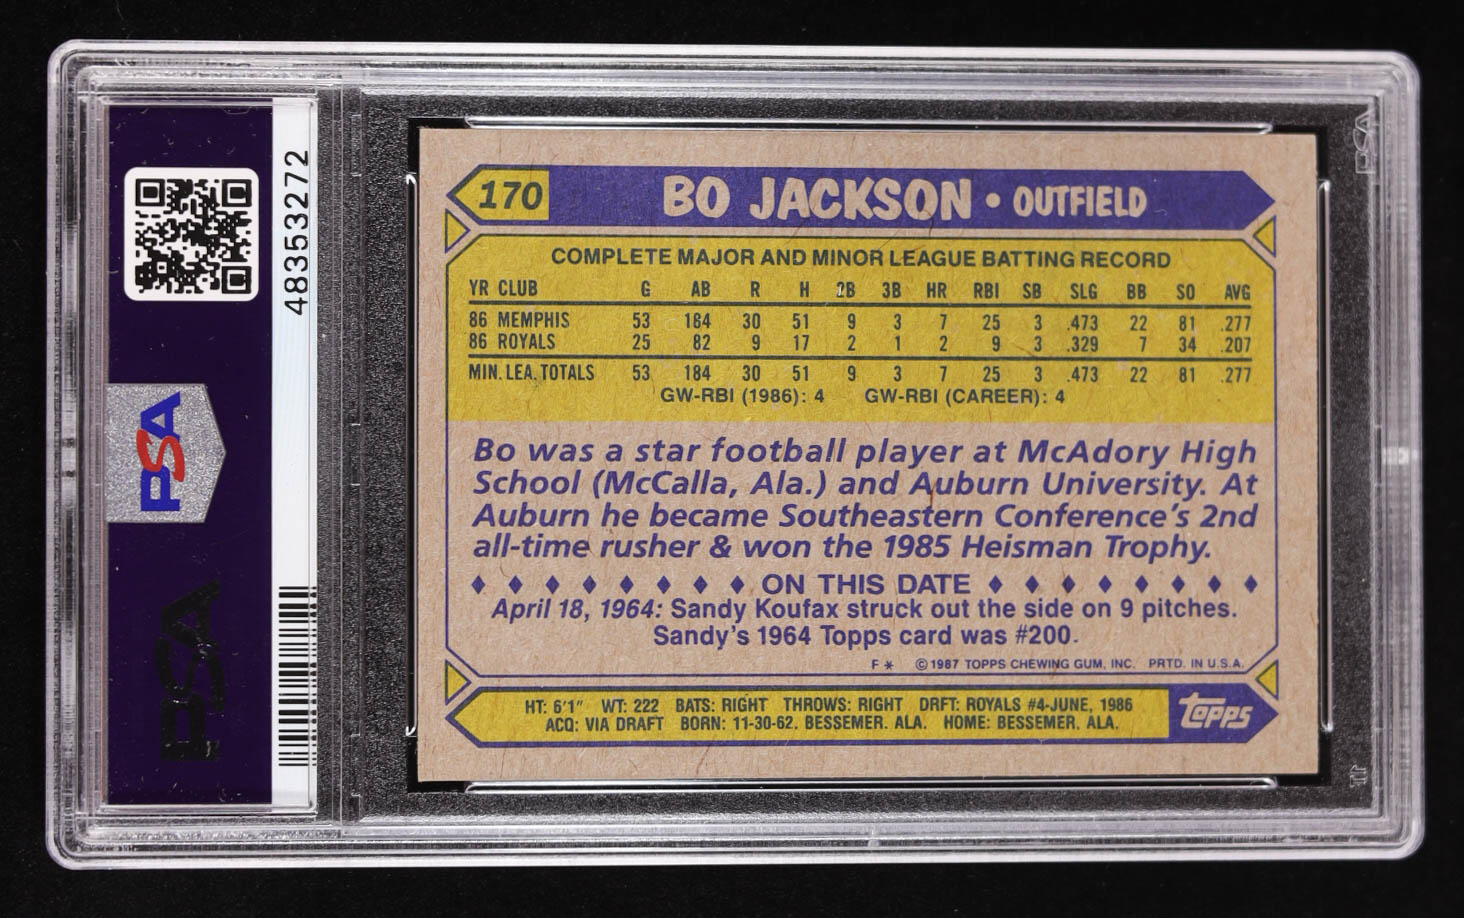 48353272
PSA
PSA
170 BO JACKSON • OUTFIELD
COMPLETE MAJOR AND MINOR LEAGUE BATTING RECORD
YR CLUB G AB R H 2B 3B HR RBI SB SLG BB SO AVG
86 MEMPHIS 53 184 30 51 9 3 7 25 3 .473 22 81 .277
86 ROYALS 25 82 9 17 2 1 2 9 3 .329 7 34 .207
MIN. LEA. TOTALS 53 184 30 51 9 3 7 25 3 .473 22 81 .277
GW-RBI (1986): 4 GW-RBI (CAREER): 4
Bo was a star football player at McAdory High
School (McCalla, Ala.) and Auburn University. At
Auburn he became Southeastern Conference's 2nd
all-time rusher & won the 1985 Heisman Trophy.
♦ ♦ ♦ ♦ ♦ ♦ ♦ ♦ ON THIS DATE ♦ ♦ ♦ ♦ ♦ ♦ ♦ ♦
April 18, 1964: Sandy Koufax struck out the side on 9 pitches.
Sandy's 1964 Topps card was #200.
F * © 1987 TOPPS CHEWING GUM, INC. PRTD. IN U.S.A.
HT: 6'1" WT: 222 BATS: RIGHT THROWS: RIGHT DRFT: ROYALS #4-JUNE, 1986
ACQ: VIA DRAFT BORN: 11-30-62, BESSEMER, ALA. HOME: BESSEMER, ALA.
topps
PSA